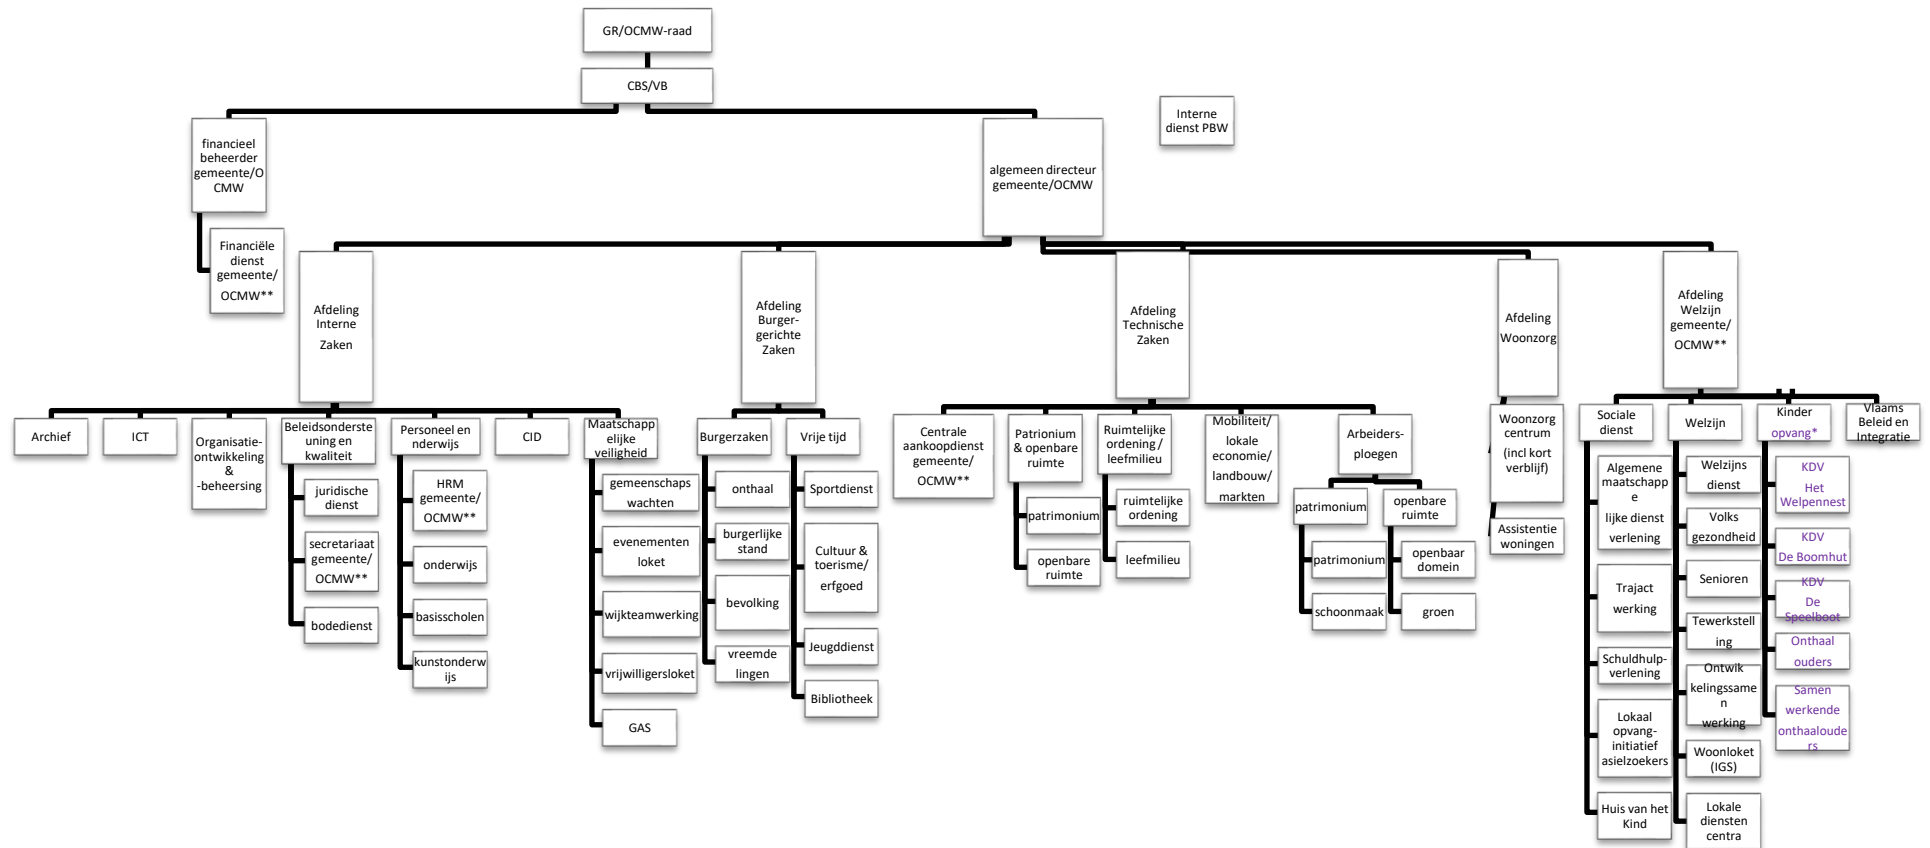 GR/OCMW-raad
CBS/VB
Interne
dienst PBW
financieel
beheerder
gemeente/O
CMW
algemeen directeur
gemeente/OCMW
Financiële
dienst
gemeente/
OCMW**
Afdeling
Interne
Zaken
Afdeling
Burger-
gerichte
Zaken
Afdeling
Technische
Zaken
Afdeling
Woonzorg
Afdeling
Welzijn
gemeente/
OCMW**
Archief
ICT
Organisatie-
ontwikkeling
&
-beheersing
Beleidsonderste
uning en
kwaliteit
juridische
dienst
secretariaat
gemeente/
OCMW**
bodedienst
Personeel en
nderwijs
HRM
gemeente/
OCMW**
onderwijs
basisscholen
kunstonderw
ijs
CID
Maatschapp
elijke
veiligheid
gemeenschaps
wachten
evenementen
loket
wijkteamwerking
vrijwilligersloket
GAS
Burgerzaken
onthaal
burgerlijke
stand
bevolking
vreemde
lingen
Vrije tijd
Sportdienst
Cultuur &
toerisme/
erfgoed
Jeugddienst
Bibliotheek
Centrale
aankoopdienst
gemeente/
OCMW**
Patrionium
& openbare
ruimte
patrimonium
openbare
ruimte
Ruimtelijke
ordening /
leefmilieu
ruimtelijke
ordening
leefmilieu
Mobiliteit/
lokale
economie/
landbouw/
markten
Arbeiders-
ploegen
patrimonium
patrimonium
schoonmaak
openbare
ruimte
openbaar
domein
groen
Woonzorg
centrum
(incl kort
verblijf)
Assistentie
woningen
Sociale
dienst
Algemene
maatschapp
e
lijke dienst
verlening
Traject
werking
Schuldhulp-
verlening
Lokaal
opvang-
initiatief
asielzoekers
Huis van het
Kind
Welzijn
Welzijns
dienst
Volks
gezondheid
Senioren
Tewerkstell
ing
Ontwik
kelingssame
n
werking
Woonloket
(IGS)
Lokale
diensten
centra
Kinder
opvang*
KDV
Het
Welpennest
KDV
De Boomhut
KDV
De
Speelboot
Onthaal
ouders
Samen
werkende
onthaaloude
rs
Vlaams
Beleid en
Integratie